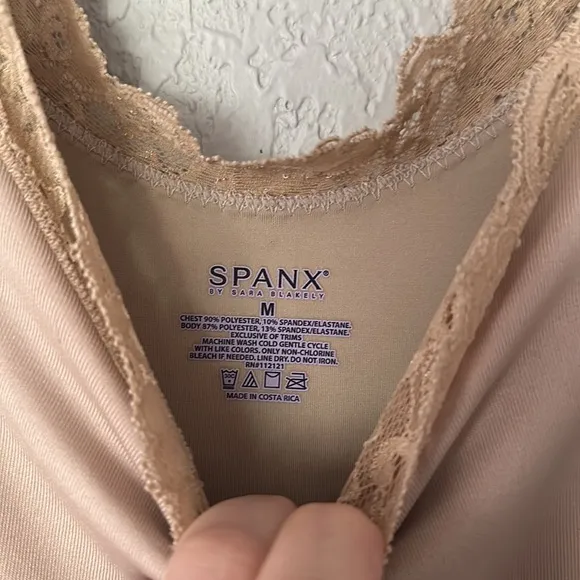 SPANX®
BY SARA BLAKELY
M
CHEST 90% POLYESTER, 10% SPANDEX/ELASTANE.
BODY 87% POLYESTER, 13% SPANDEX/ELASTANE.
EXCLUSIVE OF TRIMS
MACHINE WASH COLD GENTLE CYCLE
WITH LIKE COLORS. ONLY NON-CHLORINE
BLEACH IF NEEDED. LINE DRY. DO NOT IRON.
RN#112121
30C
MADE IN COSTA RICA